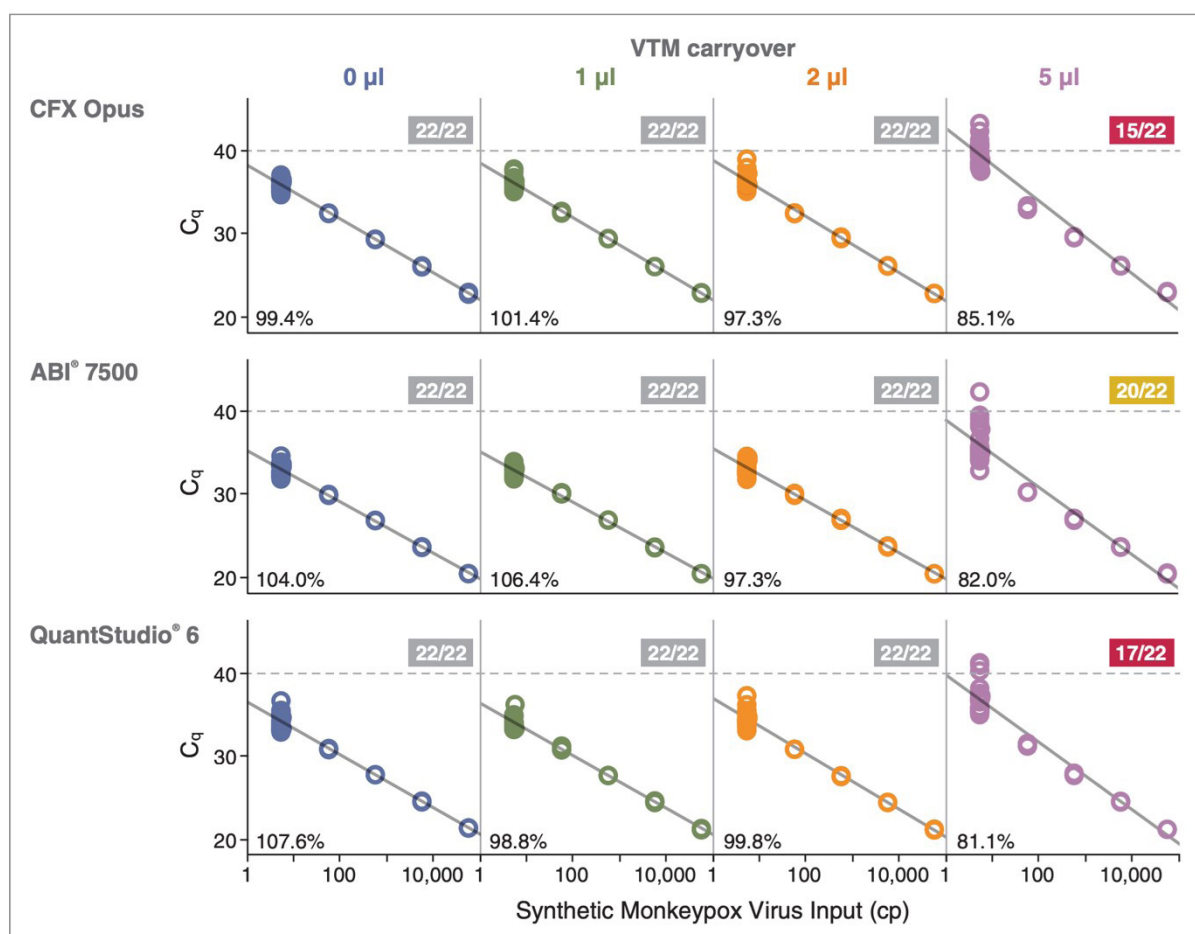 VTM carryover
0 µl 1 µl 2 µl 5 µl
CFX Opus
22/22 22/22 22/22 15/22
40
Cq
30
20
99.4% 101.4% 97.3% 85.1%
ABI® 7500
22/22 22/22 22/22 20/22
40
Cq
30
20
104.0% 106.4% 97.3% 82.0%
QuantStudio® 6
22/22 22/22 22/22 17/22
40
Cq
30
20
107.6% 98.8% 99.8% 81.1%
1 100 10,000 1 100 10,000 1 100 10,000 1 100 10,000
Synthetic Monkeypox Virus Input (cp)